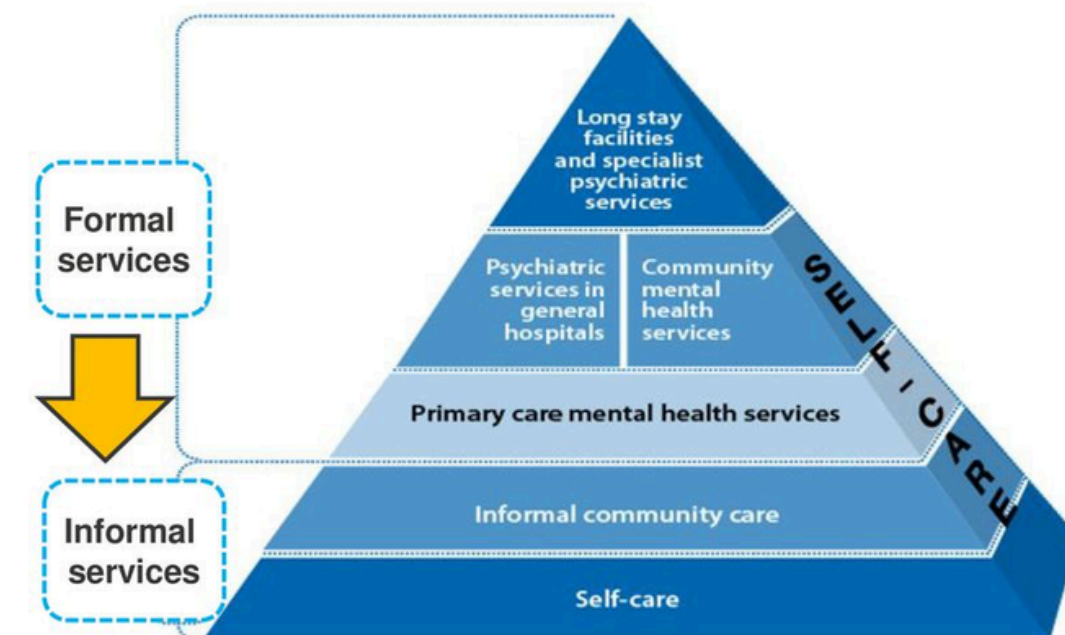 Formal
services
Informal
services
Long stay
facilities
and specialist
psychiatric
services
Psychiatric
services in
general
hospitals
Community
mental
health
services
Primary care mental health services
Informal community care
Self-care
SELF-CARE